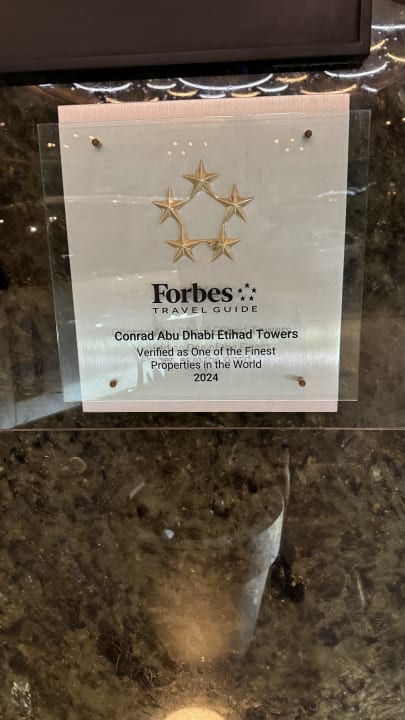 Forbes
TRAVEL GUIDE
Conrad Abu Dhabi Etihad Towers
Verified as One of the Finest
Properties in the World
2024